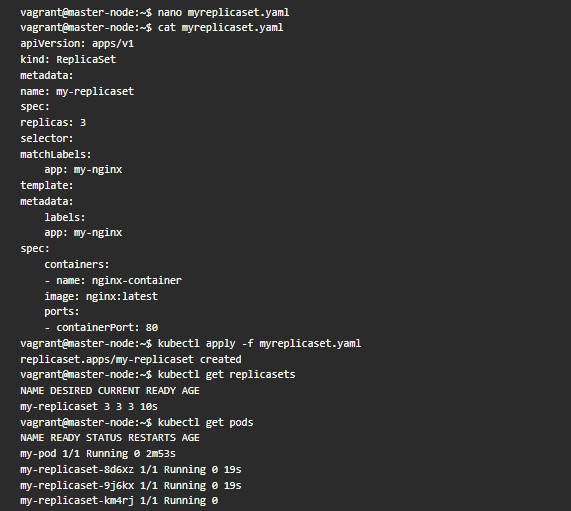 vagrant@master-node:~$ nano myreplicaset.yaml
vagrant@master-node:~$ cat myreplicaset.yaml
apiVersion: apps/v1
kind: ReplicaSet
metadata:
name: my-replicaset
spec:
replicas: 3
selector:
matchLabels:
    app: my-nginx
template:
metadata:
    labels:
    app: my-nginx
spec:
    containers:
    - name: nginx-container
    image: nginx:latest
    ports:
    - containerPort: 80
vagrant@master-node:~$ kubectl apply -f myreplicaset.yaml
replicaset.apps/my-replicaset created
vagrant@master-node:~$ kubectl get replicasets
NAME DESIRED CURRENT READY AGE
my-replicaset 3 3 3 10s
vagrant@master-node:~$ kubectl get pods
NAME READY STATUS RESTARTS AGE
my-pod 1/1 Running 0 2m53s
my-replicaset-8d6xz 1/1 Running 0 19s
my-replicaset-9j6kx 1/1 Running 0 19s
my-replicaset-km4rj 1/1 Running 0